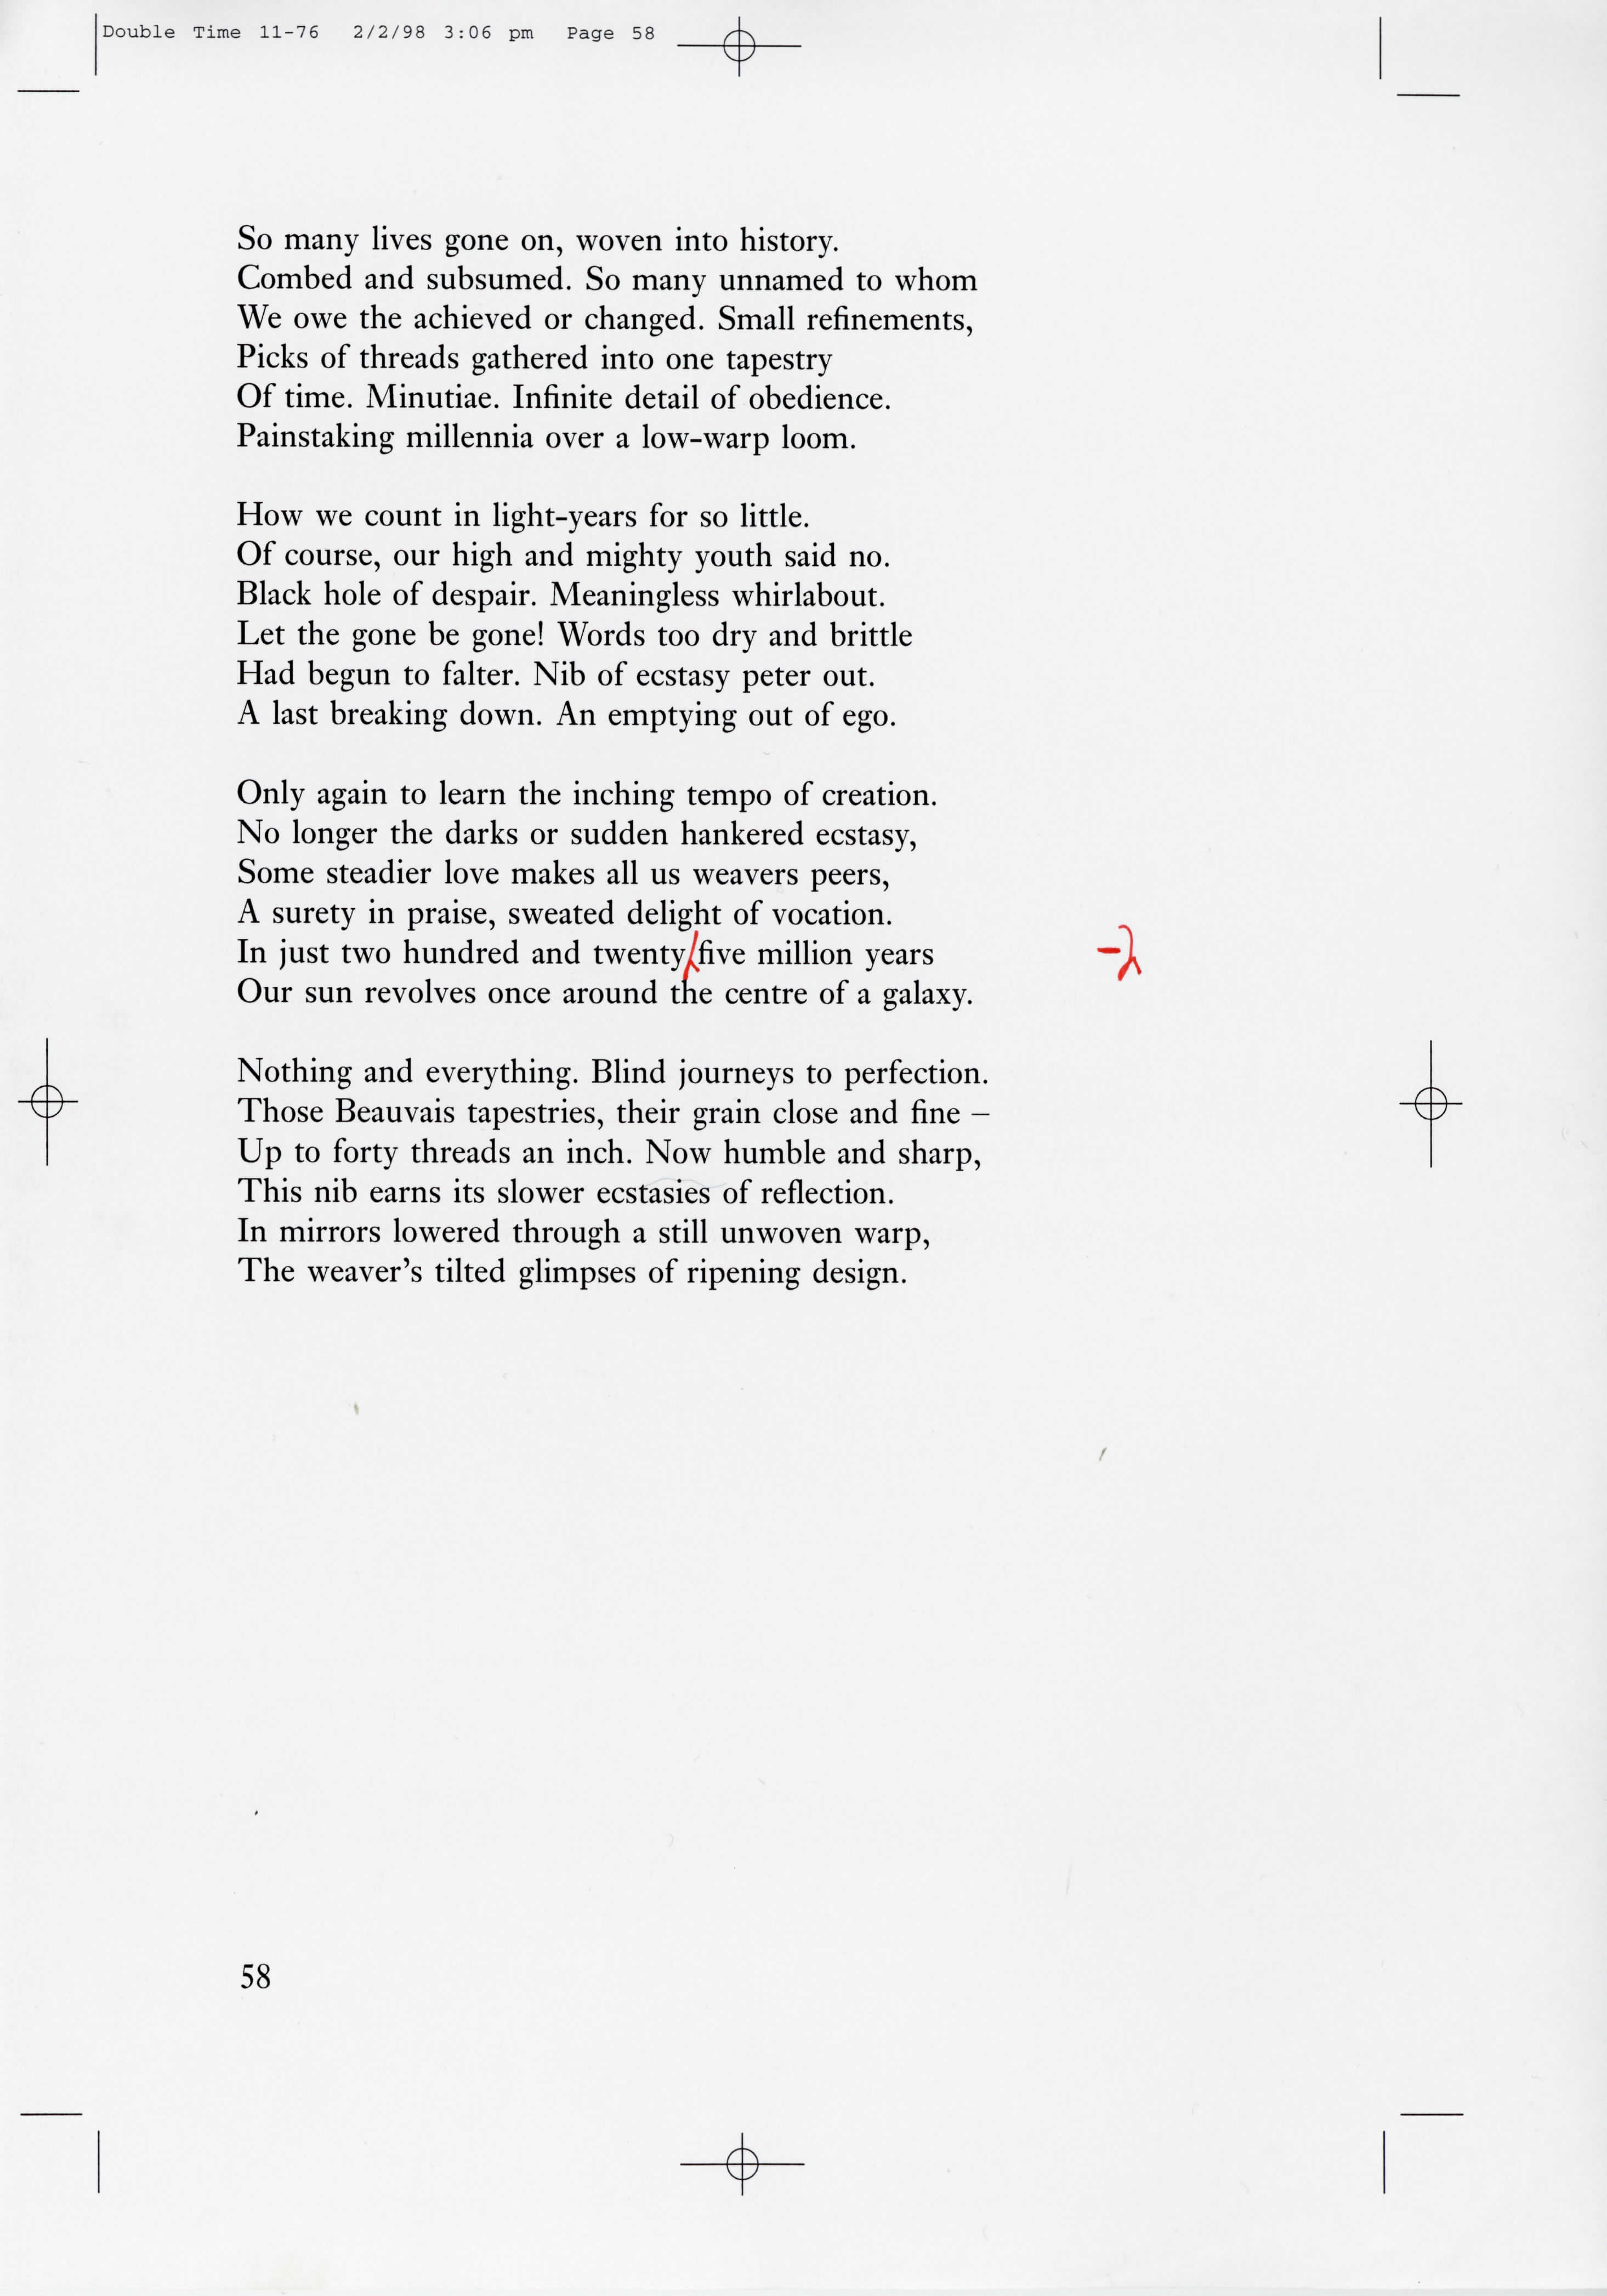 Double Time 11-76 2/2/98 3:06 pm Page 58
So many lives gone on, woven into history.
Combed and subsumed. So many unnamed to whom
We owe the achieved or changed. Small refinements,
Picks of threads gathered into one tapestry
Of time. Minutiae. Infinite detail of obedience.
Painstaking millennia over a low-warp loom.
How we count in light-years for so little.
Of course, our high and mighty youth said no.
Black hole of despair. Meaningless whirlabout.
Let the gone be gone! Words too dry and brittle
Had begun to falter. Nib of ecstasy peter out.
A last breaking down. An emptying out of ego.
Only again to learn the inching tempo of creation.
No longer the darks or sudden hankered ecstasy,
Some steadier love makes all us weavers peers,
A surety in praise, sweated delight of vocation.
In just two hundred and twenty five million years
Our sun revolves once around the centre of a galaxy.
Nothing and everything. Blind journeys to perfection.
Those Beauvais tapestries, their grain close and fine –
Up to forty threads an inch. Now humble and sharp,
This nib earns its slower ecstasies of reflection.
In mirrors lowered through a still unwoven warp,
The weaver's tilted glimpses of ripening design.
58